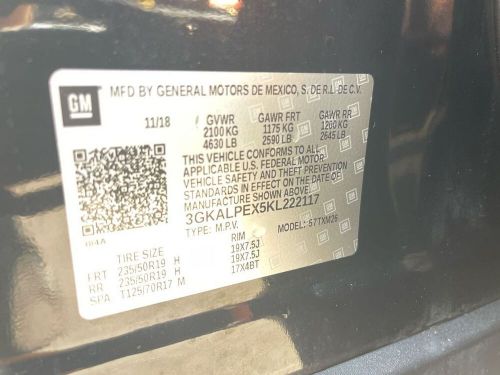 GM
MFD BY GENERAL MOTORS DE MEXICO, S. DE R.L. DE C.V.
11/18 GVWR GAWR FRT GAWR RR
2100 KG 1175 KG 1200 KG
4630 LB 2590 LB 2645 LB
THIS VEHICLE CONFORMS TO ALL
APPLICABLE U.S. FEDERAL MOTOR
VEHICLE SAFETY AND THEFT
PREVENTION STANDARDS IN
EFFECT ON THE DATE OF
MANUFACTURE SHOWN ABOVE.
3GKALPEX5KL222117
TYPE: M.P.V. MODEL: 57TXM26
TIRE SIZE RIM
FRT 235/50R19 H 19X7.5J
RR 235/50R19 H 19X7.5J
SPA T125/70R17 M 17X4BT